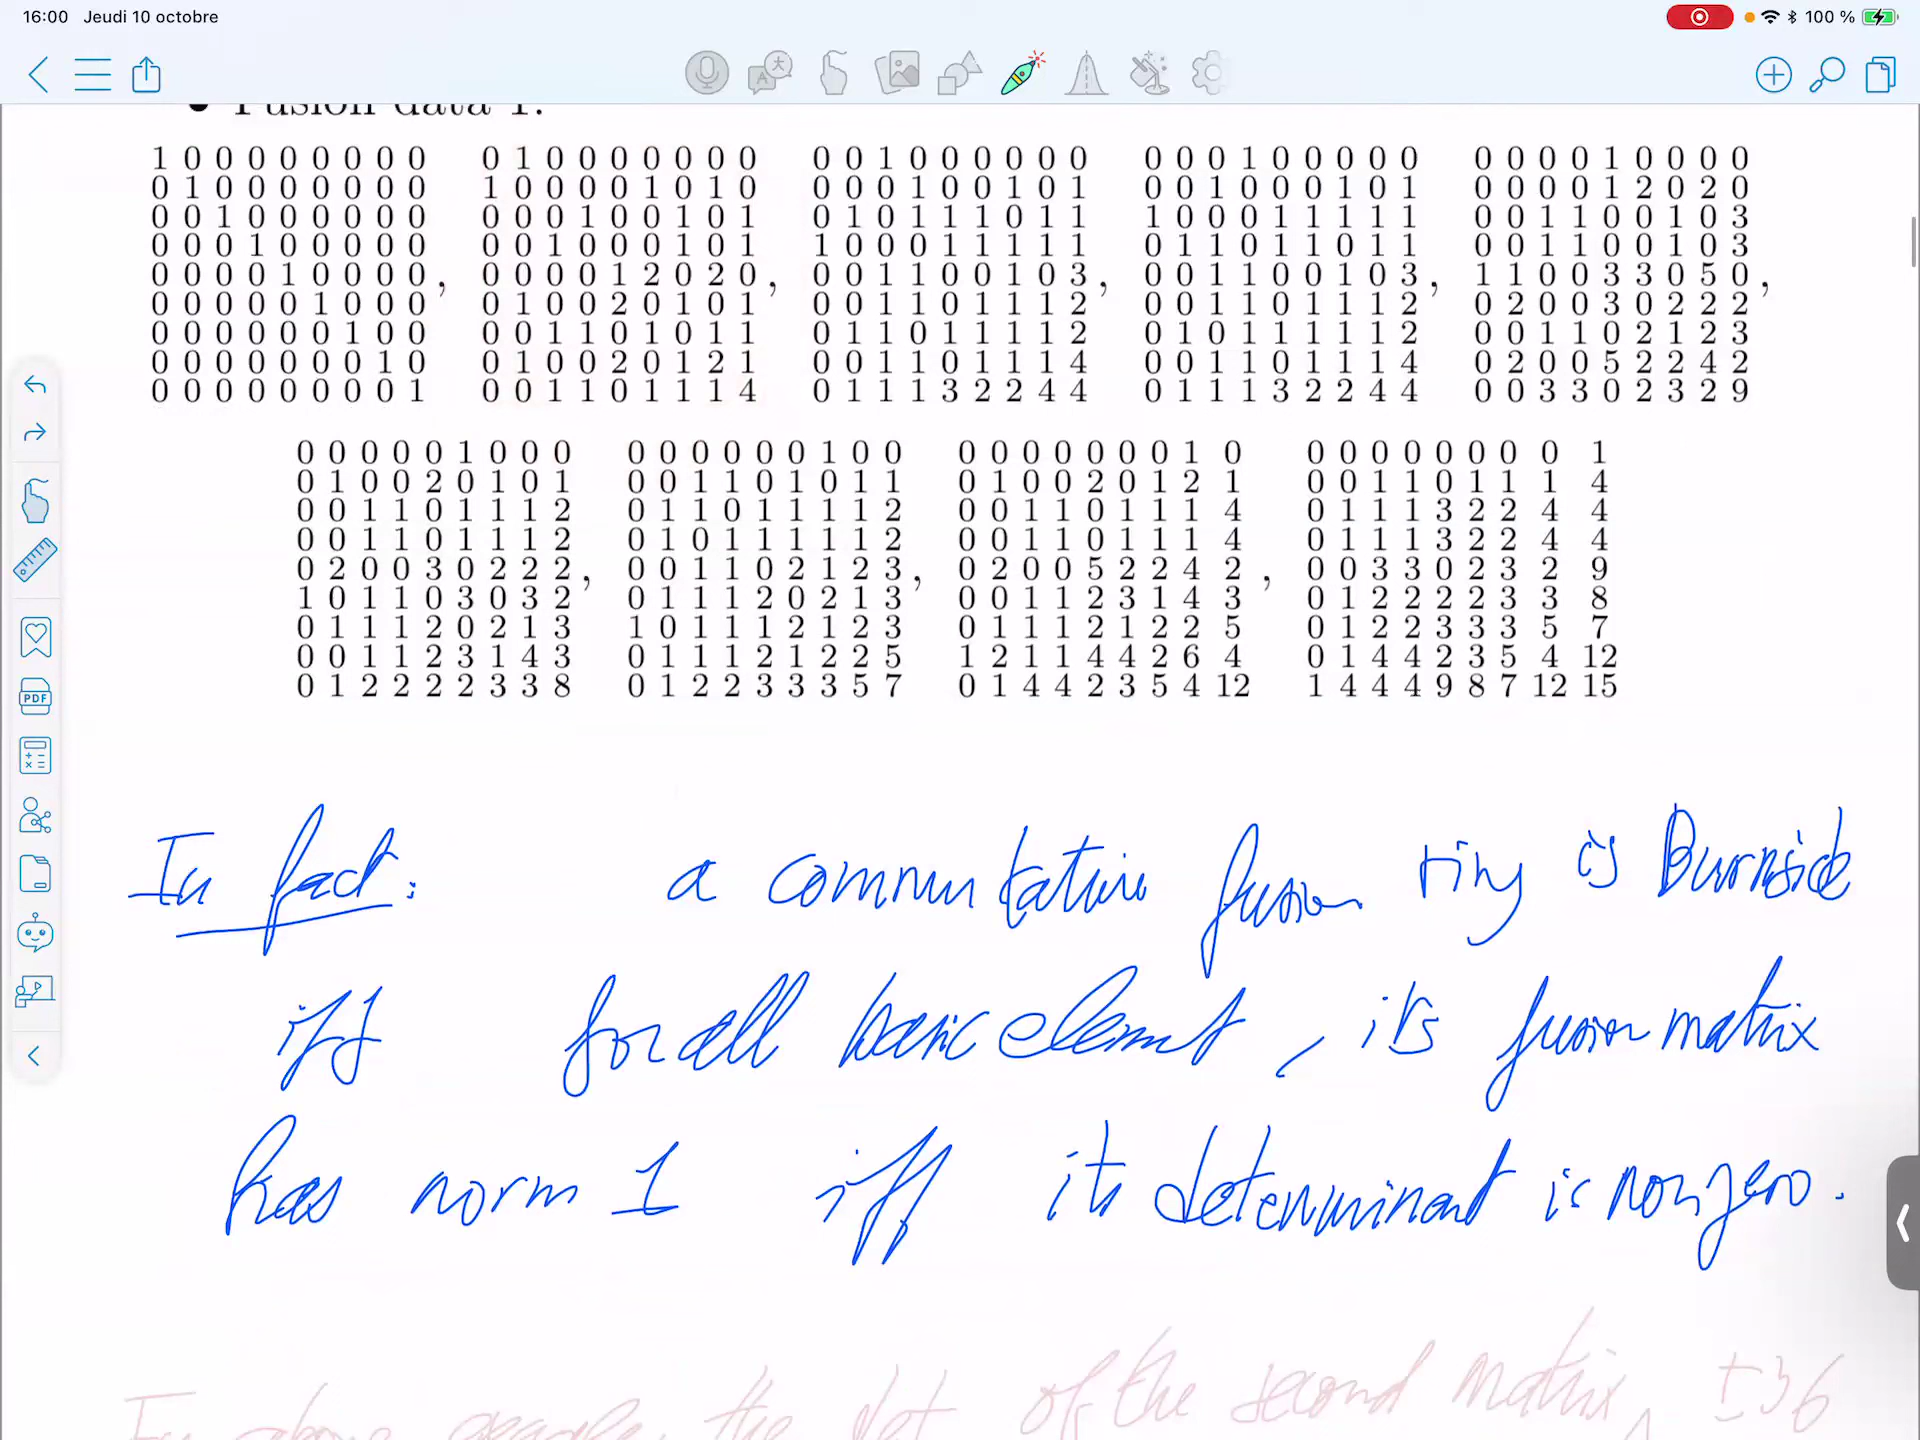 16:00 Jeudi 10 octobre 100 %
• Fusion data 1:
1 0 0 0 0 0 0 0 0 0 1 0 0 0 0 0 0 0 0 0 1 0 0 0 0 0 0 0 0 0 1 0 0 0 0 0 0 0 0 0 1 0 0 0 0
0 1 0 0 0 0 0 0 0 1 0 0 0 0 1 0 1 0 0 0 0 1 0 0 1 0 1 0 0 1 0 0 0 1 0 1 0 0 0 0 1 2 0 2 0
0 0 1 0 0 0 0 0 0 0 0 0 1 0 0 1 0 1 0 1 0 1 1 1 0 1 1 1 0 0 0 1 1 1 1 1 0 0 1 1 0 0 1 0 3
0 0 0 1 0 0 0 0 0 0 0 1 0 0 0 1 0 1 1 0 0 0 1 1 1 1 1 0 1 1 0 1 1 0 1 1 0 0 1 1 0 0 1 0 3
0 0 0 0 1 0 0 0 0 , 0 0 0 0 1 2 0 2 0 , 0 0 1 1 0 0 1 0 3 , 0 0 1 1 0 0 1 0 3 , 1 1 0 0 3 3 0 5 0 ,
0 0 0 0 0 1 0 0 0 0 1 0 0 2 0 1 0 1 0 0 1 1 0 1 1 1 2 0 0 1 1 0 1 1 1 2 0 2 0 0 3 0 2 2 2
0 0 0 0 0 0 1 0 0 0 0 1 1 0 1 0 1 1 0 1 1 0 1 1 1 1 2 0 1 0 1 1 1 1 1 2 0 0 1 1 0 2 1 2 3
0 0 0 0 0 0 0 1 0 0 1 0 0 2 0 1 2 1 0 0 1 1 0 1 1 1 4 0 0 1 1 0 1 1 1 4 0 2 0 0 5 2 2 4 2
0 0 0 0 0 0 0 0 1 0 0 1 1 0 1 1 1 4 0 1 1 1 3 2 2 4 4 0 1 1 1 3 2 2 4 4 0 0 3 3 0 2 3 2 9
0 0 0 0 0 1 0 0 0 0 0 0 0 0 0 1 0 0 0 0 0 0 0 0 0 1 0 0 0 0 0 0 0 0 0 1
0 1 0 0 2 0 1 0 1 0 0 1 1 0 1 0 1 1 0 1 0 0 2 0 1 2 1 0 0 1 1 0 1 1 1 4
0 0 1 1 0 1 1 1 2 0 1 1 0 1 1 1 1 2 0 0 1 1 0 1 1 1 4 0 1 1 1 3 2 2 4 4
0 0 1 1 0 1 1 1 2 0 1 0 1 1 1 1 1 2 0 0 1 1 0 1 1 1 4 0 1 1 1 3 2 2 4 4
0 2 0 0 3 0 2 2 2 , 0 0 1 1 0 2 1 2 3 , 0 2 0 0 5 2 2 4 2 , 0 0 3 3 0 2 3 2 9
1 0 1 1 0 3 0 3 2 0 1 1 1 2 0 2 1 3 0 0 1 1 2 3 1 4 3 0 1 2 2 2 2 3 3 8
0 1 1 1 2 0 2 1 3 1 0 1 1 1 2 1 2 3 0 1 1 1 2 1 2 2 5 0 1 2 2 3 3 3 5 7
0 0 1 1 2 3 1 4 3 0 1 1 1 2 1 2 2 5 1 2 1 1 4 4 2 6 4 0 1 4 4 2 3 5 4 12
0 1 2 2 2 2 3 3 8 0 1 2 2 3 3 3 5 7 0 1 4 4 2 3 5 4 12 1 4 4 4 9 8 7 12 15
In fact: a commutative fusion ring is Burnside
iff for all basic element, its fusion matrix
has norm 1 iff its determinant is nonzero.
In above example, the det of the second matrix, ±36